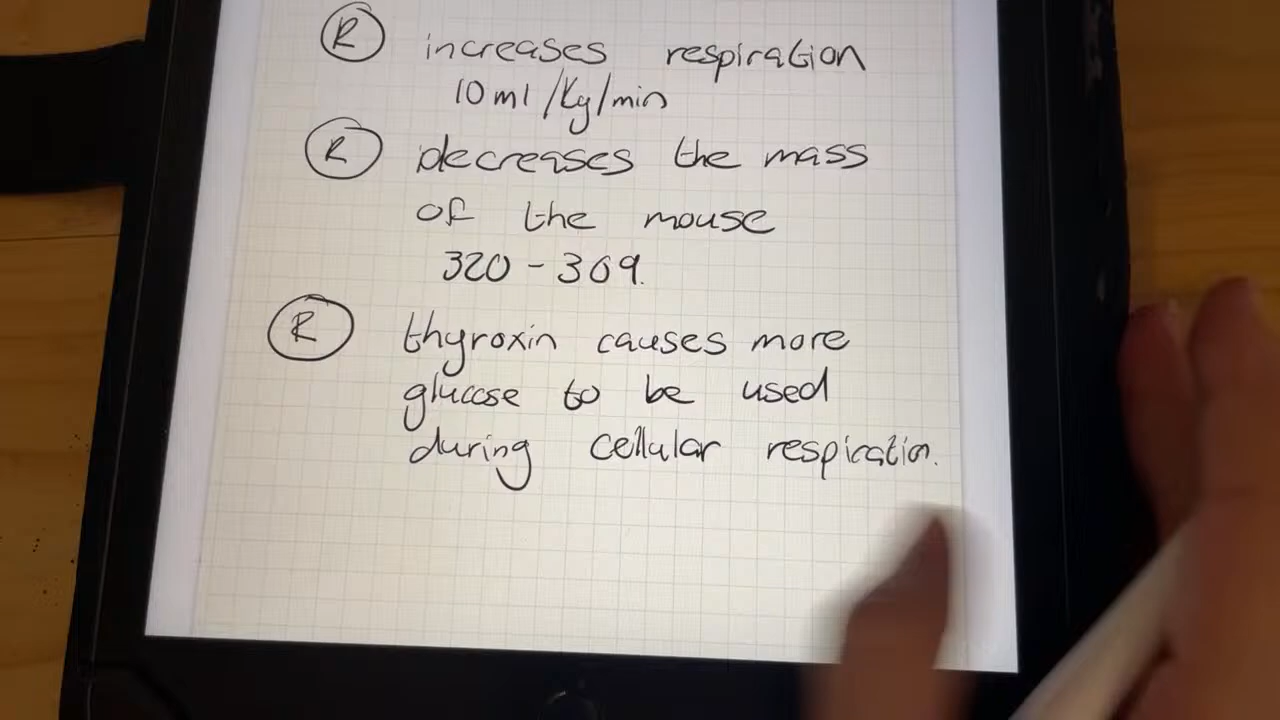 R increases respiration
10 ml/Kg/min
R decreases the mass
of the mouse
320 - 309.
R thyroxin causes more
glucose to be used
during cellular respiration.